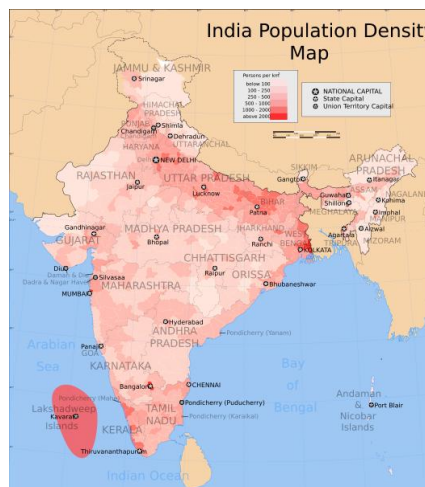 India Population Density
Map
Persons per km²
below 100
100 - 250
250 - 500
500 - 1000
1000 - 2000
above 2000
NATIONAL CAPITAL
State Capital
Union Territory Capital
JAMMU & KASHMIR
Srinagar
HIMACHAL
PRADESH
PUNJAB
Shimla
Chandigarh
Dehradun
UTTARANCHAL
HARYANA
NEW DELHI
ARUNACHAL
PRADESH
SIKKIM
Gangtok
Itanagar
RAJASTHAN
Jaipur
UTTAR PRADESH
Lucknow
ASSAM
NAGALAND
Guwahati
Kohima
Shillong
MEGHALAYA
BIHAR
Patna
Imphal
MANIPUR
Gandhinagar
GUJARAT
MADHYA PRADESH
Bhopal
JHARKHAND
Ranchi
WEST
BENGAL
KOLKATA
Agartala
TRIPURA
Aizwal
MIZORAM
CHHATTISGARH
Raipur
ORISSA
Bhubaneshwar
Diu
Daman & Diu
Dadra & Nagar Haveli
Silvasaa
MAHARASHTRA
MUMBAI
Hyderabad
ANDHRA
PRADESH
Pondicherry (Yanam)
Arabian
Sea
Panaji
GOA
KARNATAKA
Bay
of
Bengal
Bangalore
CHENNAI
Andaman
&
Nicobar
Islands
Port Blair
Pondicherry (Mahe)
Pondicherry (Puducherry)
Pondicherry (Karaikal)
Lakshadweep
Kavarati
Islands
TAMIL
NADU
KERALA
Thiruvananthapuram
Indian Ocean